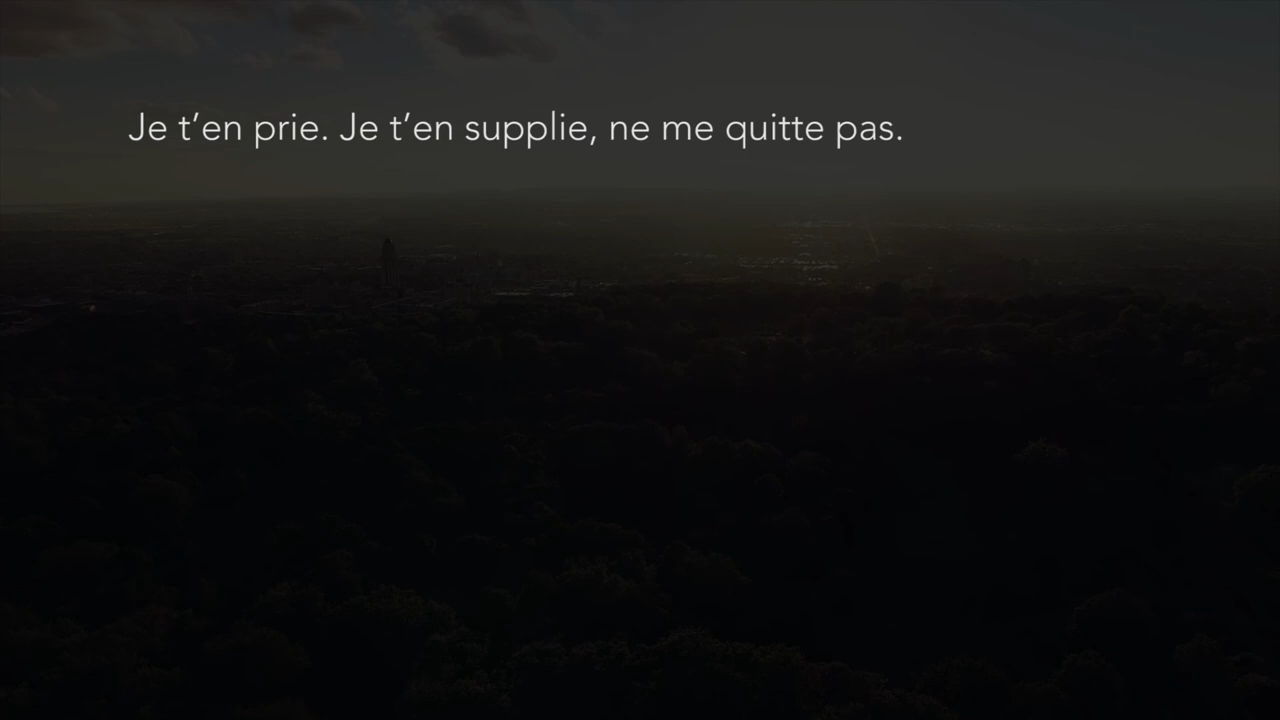 Je t’en prie. Je t’en supplie, ne me quitte pas.